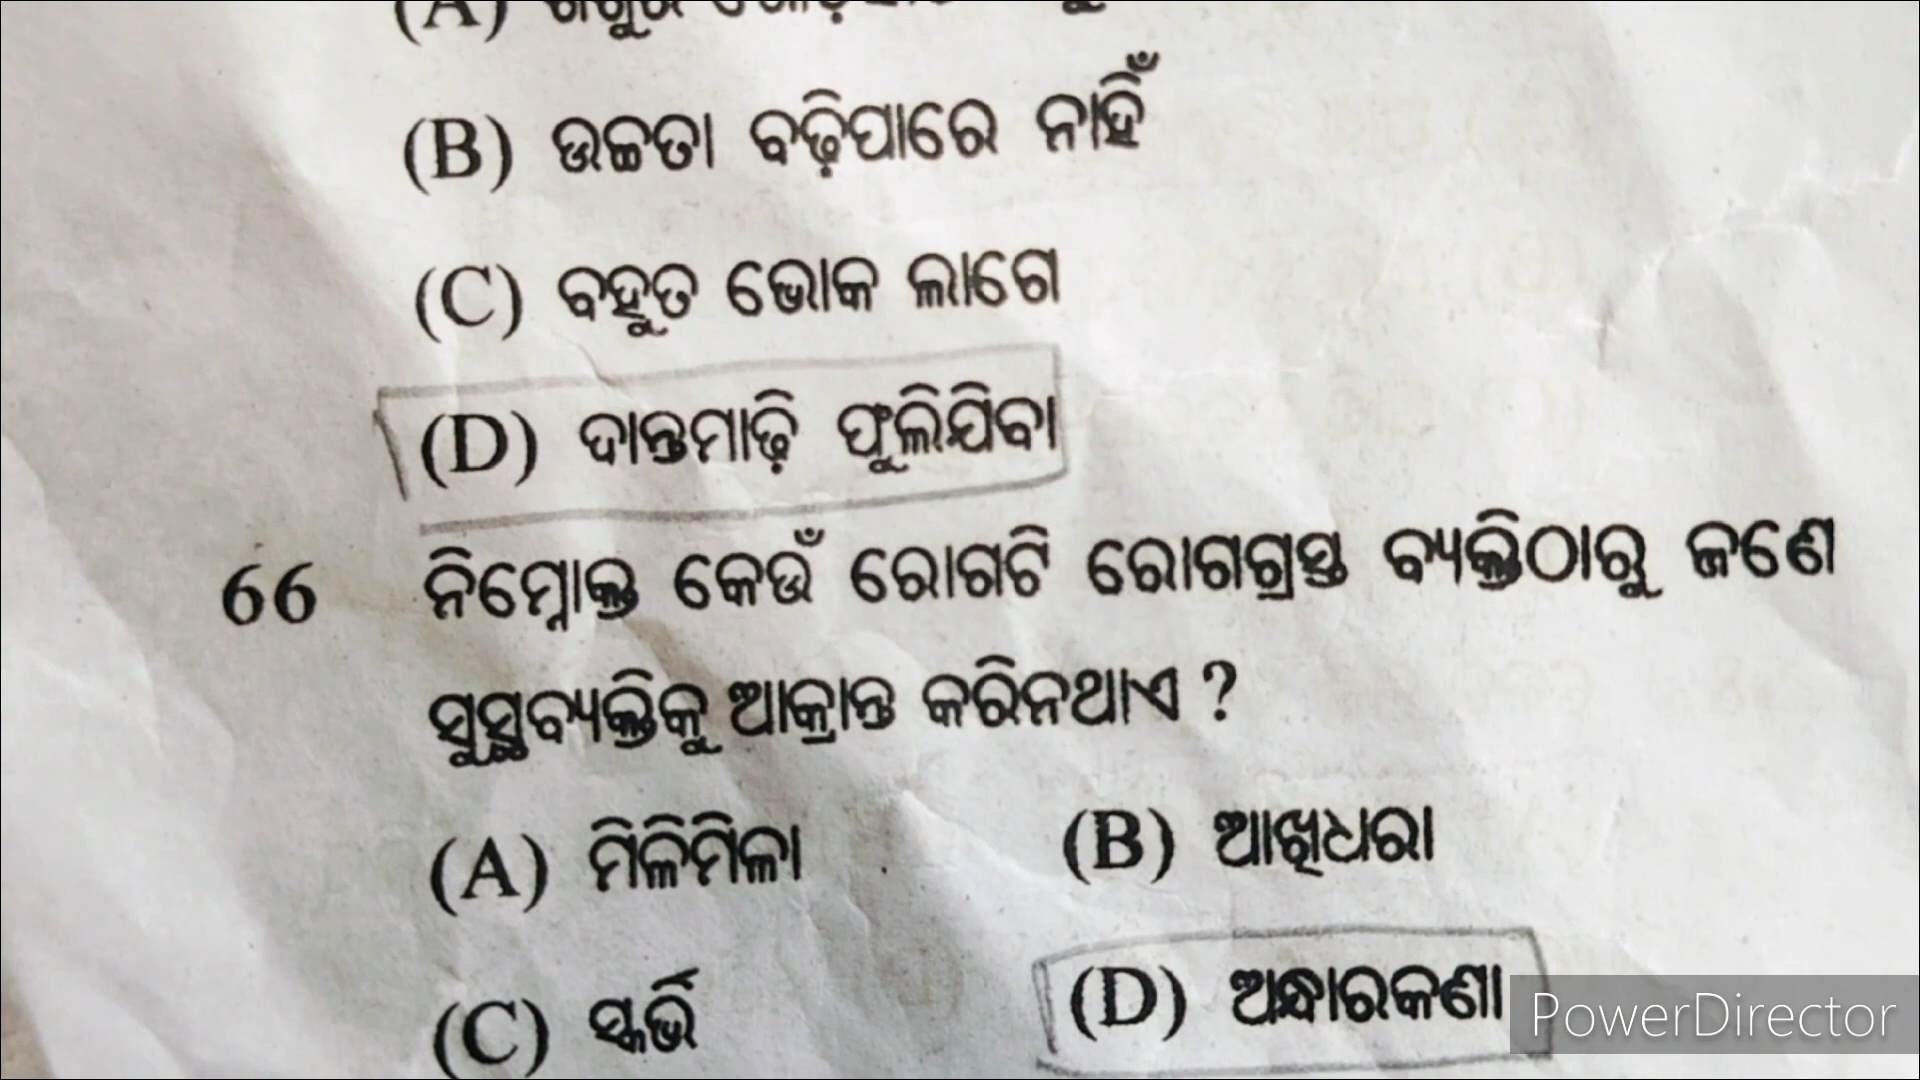 (A)
(B) ଉଚ୍ଚତା ବଢ଼ିପାରେ ନାହିଁ
(C) ବହୁତ ଭୋକ ଲାଗେ
(D) ଦାନ୍ତମାଢ଼ି ଫୁଲିଯିବା
66 ନିମ୍ନୋକ୍ତ କେଉଁ ରୋଗଟି ରୋଗଗ୍ରସ୍ତ ବ୍ୟକ୍ତିଠାରୁ ଜଣେ
ସୁସ୍ଥବ୍ୟକ୍ତିକୁ ଆକ୍ରାନ୍ତ କରିନଥାଏ ?
(A) ମିଳିମିଳା (B) ଆଖିଧରା
(C) ସ୍କର୍ଭି (D) ଅନ୍ଧାରକଣା
PowerDirector